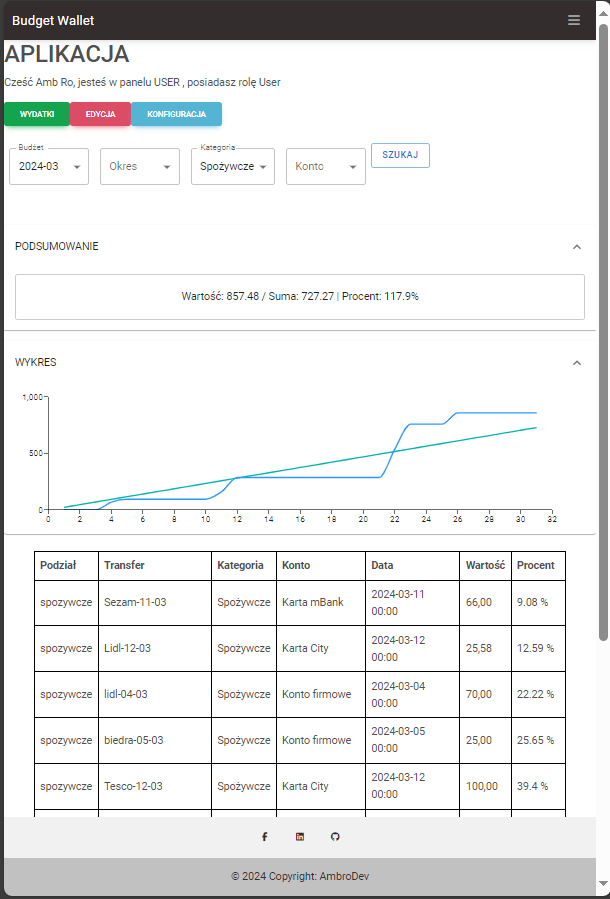 Budget Wallet
APLIKACJA
Cześć Amb Ro, jesteś w panelu USER , posiadasz rolę User
WYDATKI EDYCJA KONFIGURACJA
Budżet Kategoria
2024-03 Okres Spożywcze Konto SZUKAJ
PODSUMOWANIE
Wartość: 857.48 / Suma: 727.27 | Procent: 117.9%
WYKRES
1,000
500
0
0 2 4 6 8 10 12 14 16 18 20 22 24 26 28 30 32
Podział Transfer Kategoria Konto Data Wartość Procent
spozywcze Sezam-11-03 Spożywcze Karta mBank 2024-03-11 00:00 66,00 9.08 %
spozywcze Lidl-12-03 Spożywcze Karta City 2024-03-12 00:00 25,58 12.59 %
spozywcze lidl-04-03 Spożywcze Konto firmowe 2024-03-04 00:00 70,00 22.22 %
spozywcze biedra-05-03 Spożywcze Konto firmowe 2024-03-05 00:00 25,00 25.65 %
spozywcze Tesco-12-03 Spożywcze Karta City 2024-03-12 00:00 100,00 39.4 %
© 2024 Copyright: AmbroDev